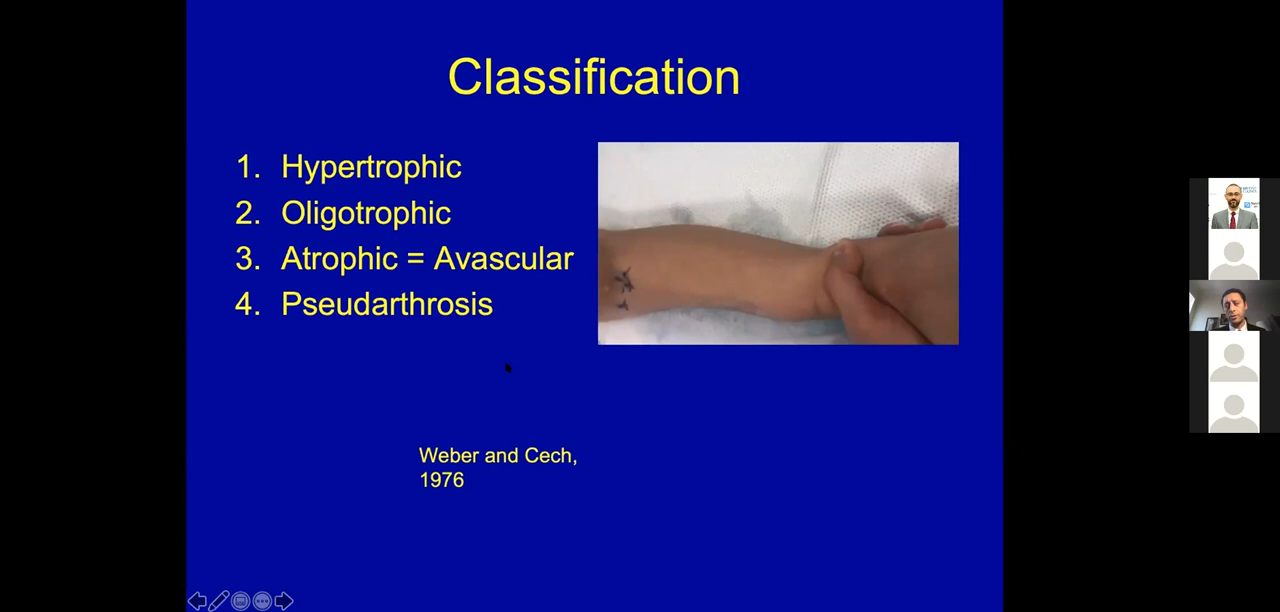 Classification
1. Hypertrophic
2. Oligotrophic
3. Atrophic = Avascular
4. Pseudarthrosis
Weber and Cech,
1976